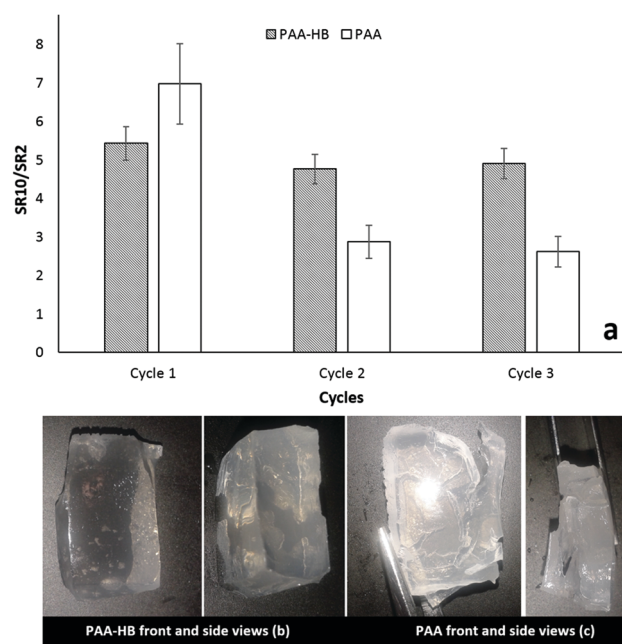 PAA-HB PAA
8
7
6
5
4
3
2
1
0
SR10/SR2
a
Cycle 1 Cycle 2 Cycle 3
Cycles
PAA-HB front and side views (b) PAA front and side views (c)